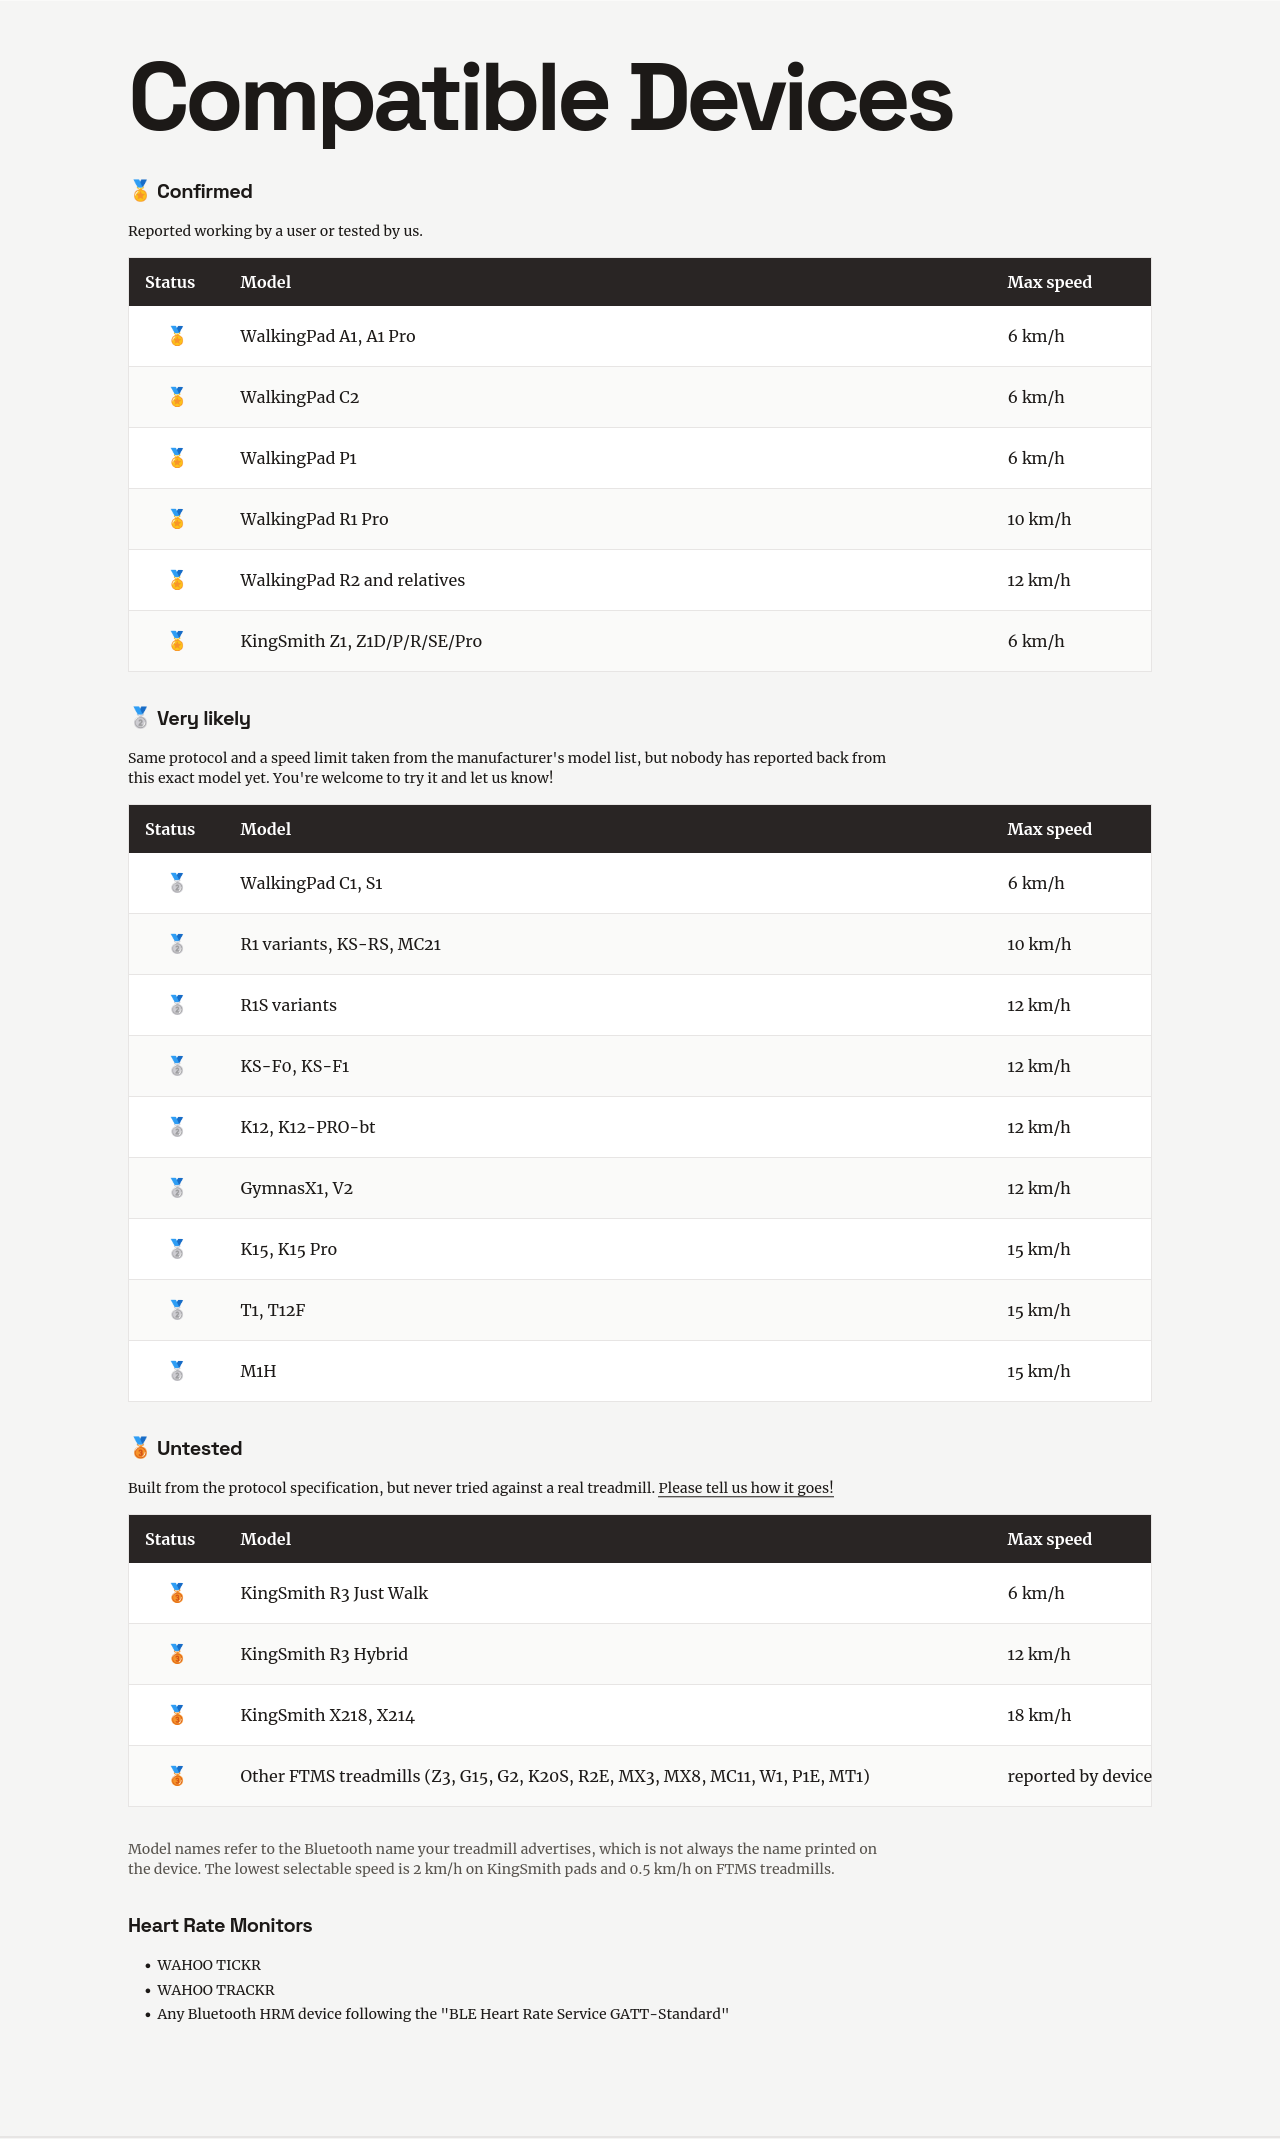 Compatible Devices
🏅 Confirmed
Reported working by a user or tested by us.
Status Model Max speed
🏅 WalkingPad A1, A1 Pro 6 km/h
🏅 WalkingPad C2 6 km/h
🏅 WalkingPad P1 6 km/h
🏅 WalkingPad R1 Pro 10 km/h
🏅 WalkingPad R2 and relatives 12 km/h
🏅 KingSmith Z1, Z1D/P/R/SE/Pro 6 km/h
🥈 Very likely
Same protocol and a speed limit taken from the manufacturer's model list, but nobody has reported back from
this exact model yet. You're welcome to try it and let us know!
Status Model Max speed
🥈 WalkingPad C1, S1 6 km/h
🥈 R1 variants, KS-RS, MC21 10 km/h
🥈 R1S variants 12 km/h
🥈 KS-F0, KS-F1 12 km/h
🥈 K12, K12-PRO-bt 12 km/h
🥈 GymnasX1, V2 12 km/h
🥈 K15, K15 Pro 15 km/h
🥈 T1, T12F 15 km/h
🥈 M1H 15 km/h
🥉 Untested
Built from the protocol specification, but never tried against a real treadmill. Please tell us how it goes!
Status Model Max speed
🥉 KingSmith R3 Just Walk 6 km/h
🥉 KingSmith R3 Hybrid 12 km/h
🥉 KingSmith X218, X214 18 km/h
🥉 Other FTMS treadmills (Z3, G15, G2, K20S, R2E, MX3, MX8, MC11, W1, P1E, MT1) reported by device
Model names refer to the Bluetooth name your treadmill advertises, which is not always the name printed on
the device. The lowest selectable speed is 2 km/h on KingSmith pads and 0.5 km/h on FTMS treadmills.
Heart Rate Monitors
• WAHOO TICKR
• WAHOO TRACKR
• Any Bluetooth HRM device following the "BLE Heart Rate Service GATT-Standard"